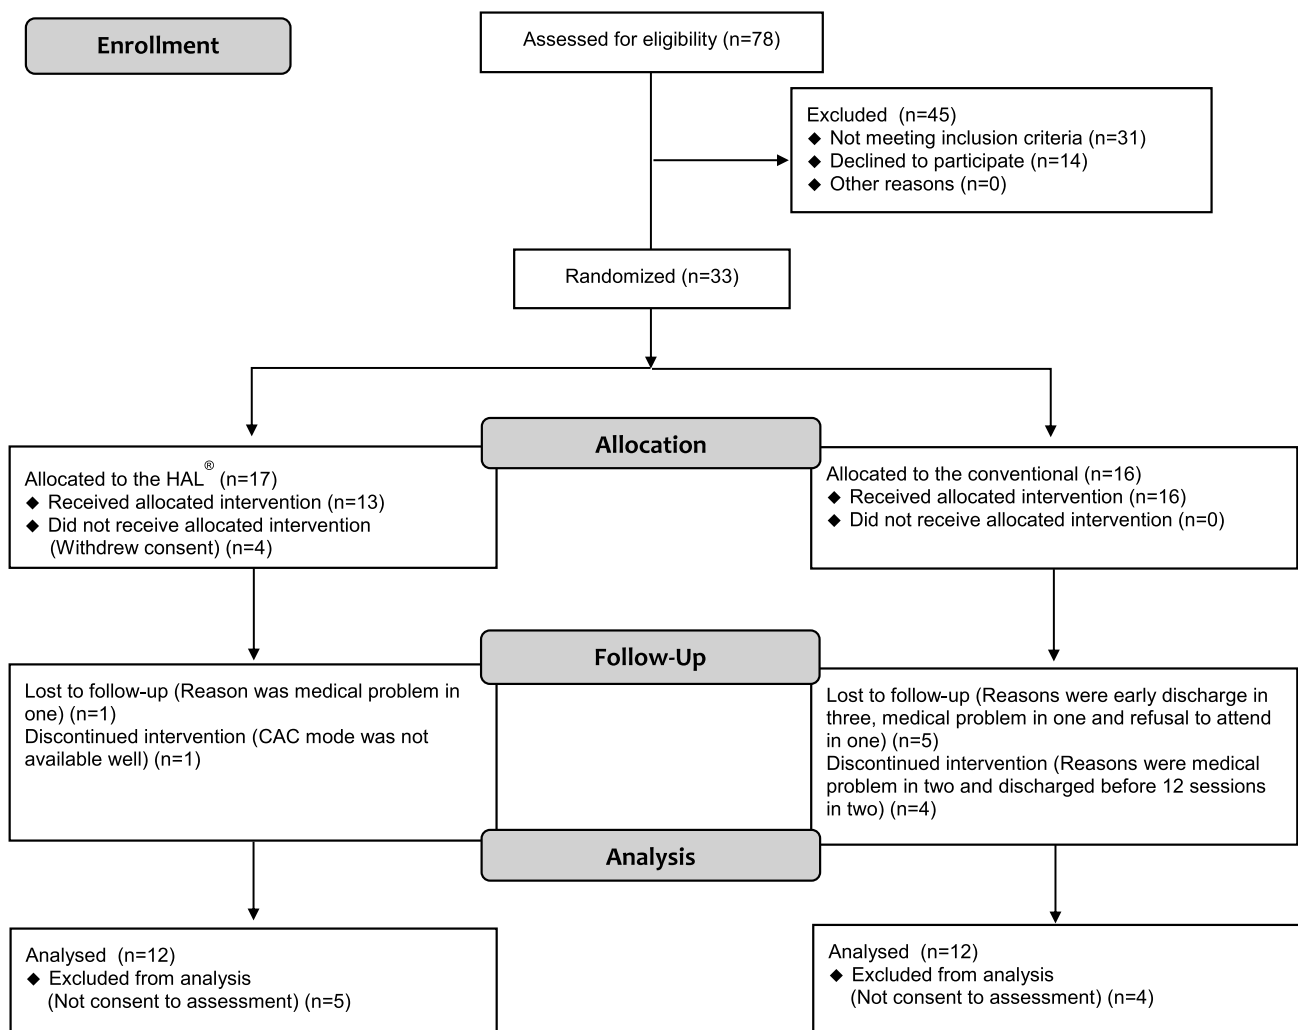 Enrollment
Assessed for eligibility (n=78)
Excluded (n=45)
◆ Not meeting inclusion criteria (n=31)
◆ Declined to participate (n=14)
◆ Other reasons (n=0)
Randomized (n=33)
Allocation
Allocated to the HAL® (n=17)
◆ Received allocated intervention (n=13)
◆ Did not receive allocated intervention
(Withdrew consent) (n=4)
Allocated to the conventional (n=16)
◆ Received allocated intervention (n=16)
◆ Did not receive allocated intervention (n=0)
Follow-Up
Lost to follow-up (Reason was medical problem in
one) (n=1)
Discontinued intervention (CAC mode was not
available well) (n=1)
Lost to follow-up (Reasons were early discharge in
three, medical problem in one and refusal to attend
in one) (n=5)
Discontinued intervention (Reasons were medical
problem in two and discharged before 12 sessions
in two) (n=4)
Analysis
Analysed (n=12)
◆ Excluded from analysis
(Not consent to assessment) (n=5)
Analysed (n=12)
◆ Excluded from analysis
(Not consent to assessment) (n=4)